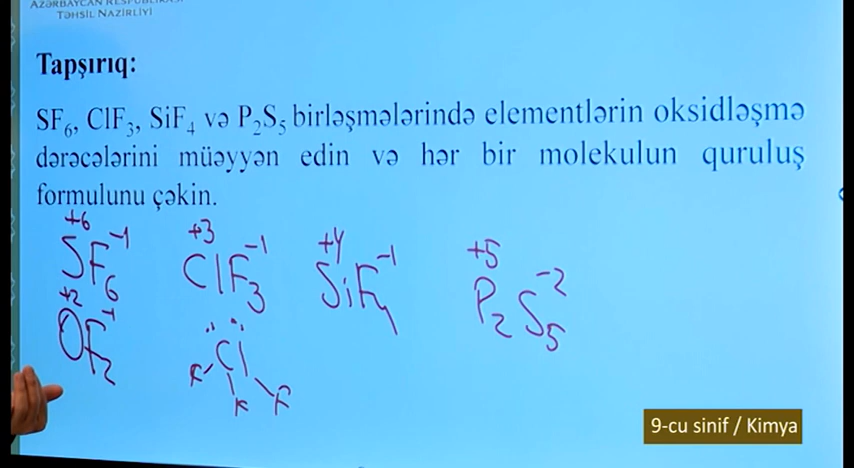 AZƏRBAYCAN RESPUBLİKASI
TƏHSİL NAZİRLİYİ
Tapşırıq:
SF₆, ClF₃, SiF₄ və P₂S₅ birləşmələrində elementlərin oksidləşmə
dərəcələrini müəyyən edin və hər bir molekulun quruluş
formulunu çəkin.
+6 -1 +3 -1 +4 -1 +5 -2
SF₆ ClF₃ SiF₄ P₂S₅
+2 -1
OF₂ Cl
F F F
9-cu sinif / Kimya